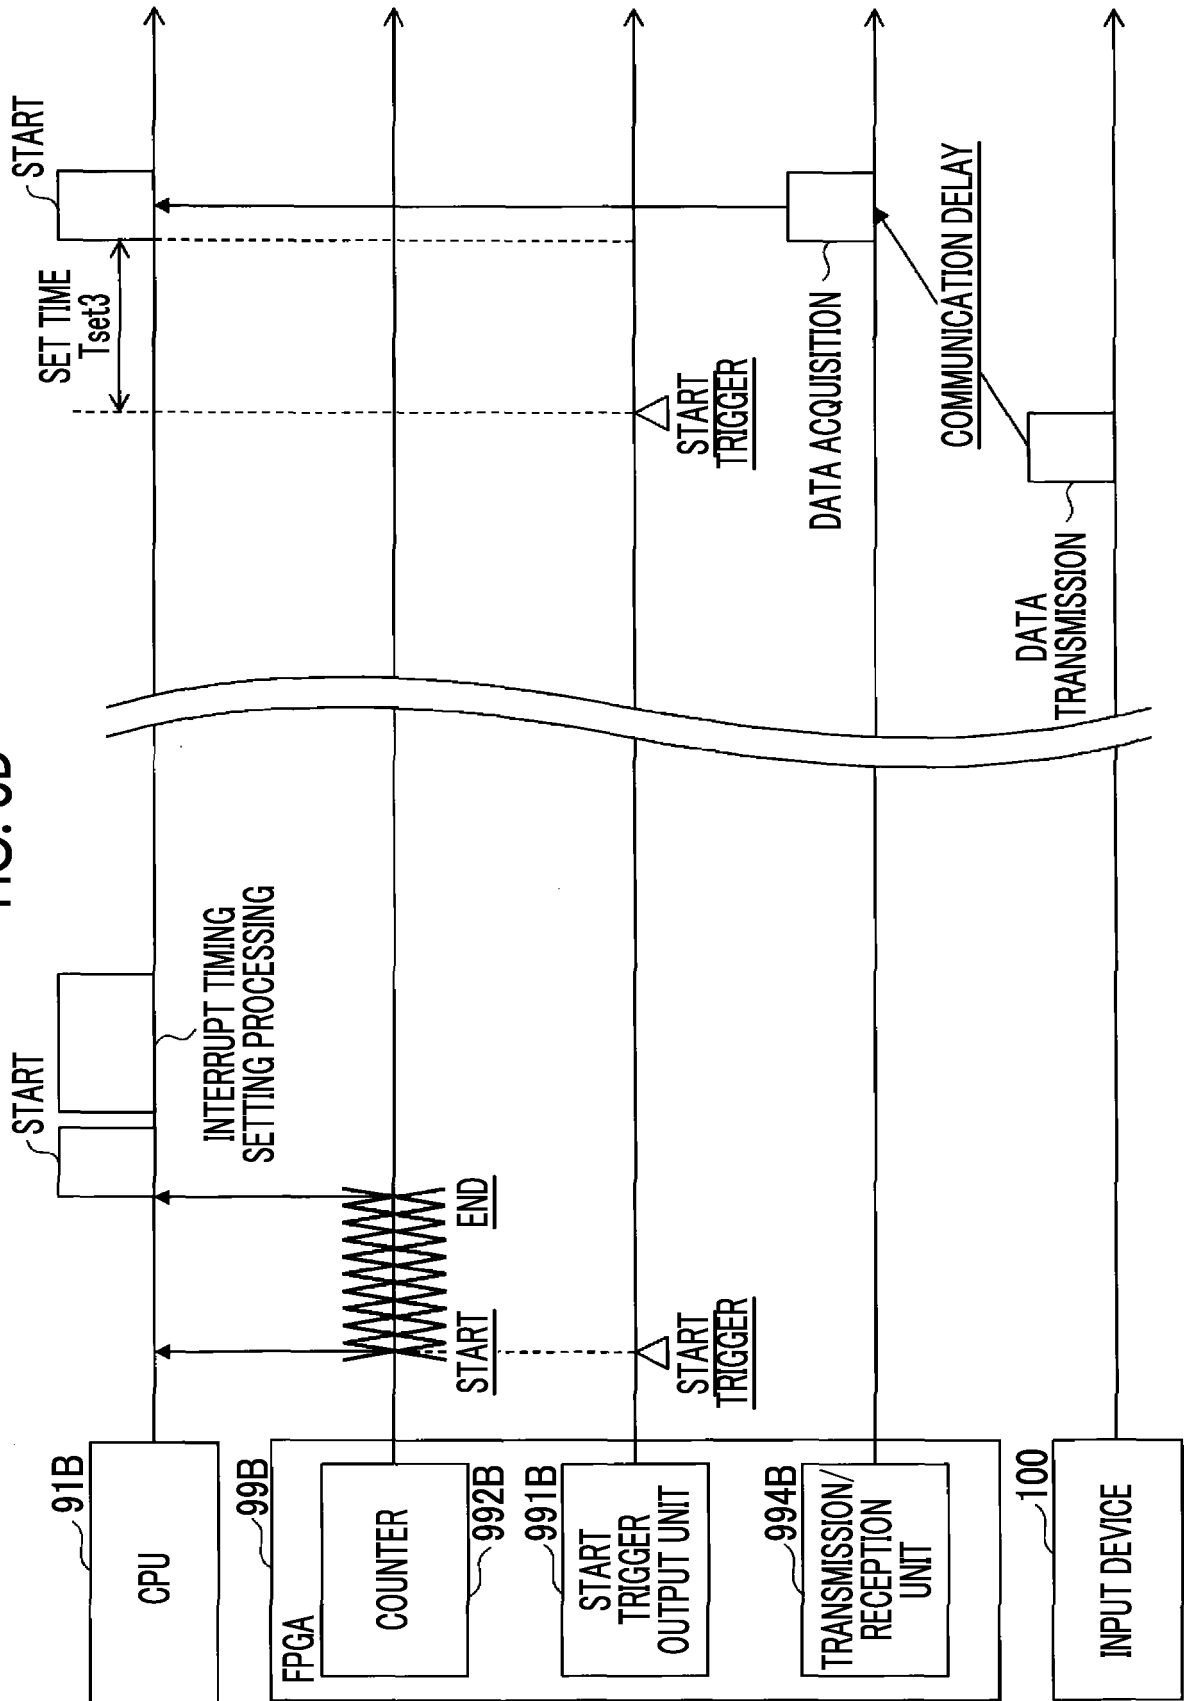 START
SET TIME
Tset3
START
INTERRUPT TIMING
SETTING PROCESSING
91B
CPU
99B
FPGA
START
END
COUNTER
992B
START
TRIGGER
START
TRIGGER
991B
START
TRIGGER
OUTPUT UNIT
DATA ACQUISITION
994B
TRANSMISSION/
RECEPTION
UNIT
COMMUNICATION DELAY
DATA
TRANSMISSION
100
INPUT DEVICE